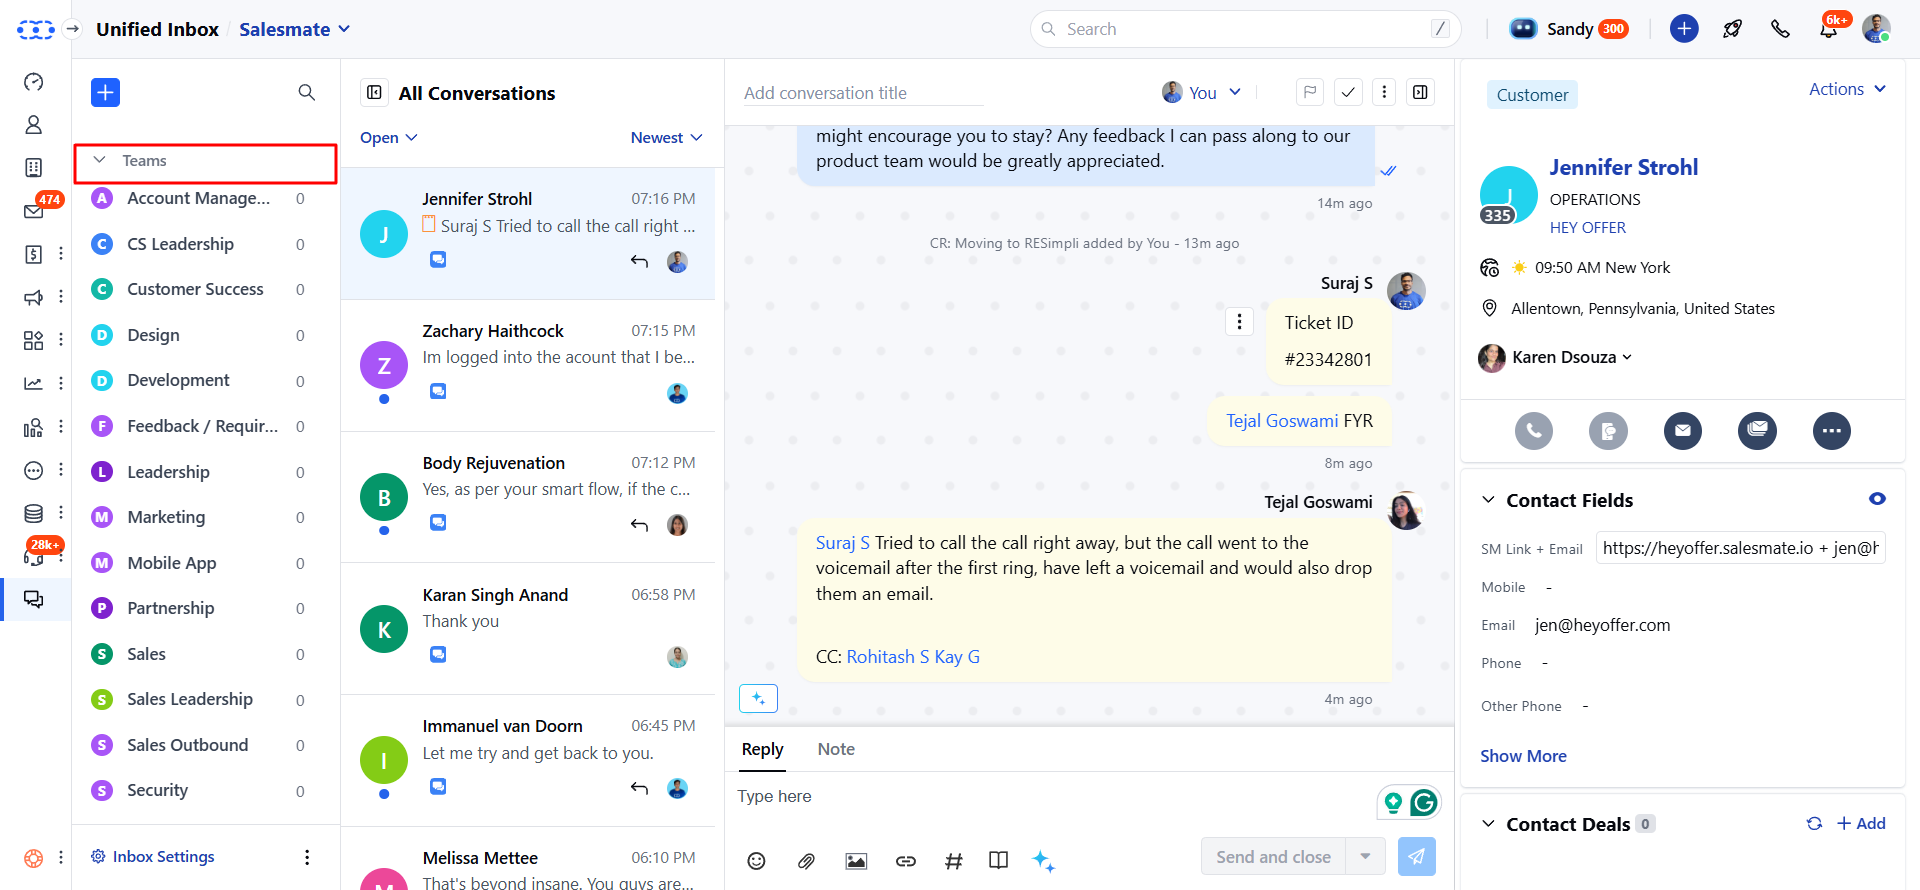 Unified Inbox / Salesmate
Search
/
Sandy 300
6k+
474
28k+
Teams
A Account Manage... 0
C CS Leadership 0
C Customer Success 0
D Design 0
D Development 0
F Feedback / Requir... 0
L Leadership 0
M Marketing 0
M Mobile App 0
P Partnership 0
S Sales 0
S Sales Leadership 0
S Sales Outbound 0
S Security 0
Inbox Settings
All Conversations
Open
Newest
J
Jennifer Strohl 07:16 PM
Suraj S Tried to call the call right ...
Z
Zachary Haithcock 07:15 PM
Im logged into the acount that I be...
B
Body Rejuvenation 07:12 PM
Yes, as per your smart flow, if the c...
K
Karan Singh Anand 06:58 PM
Thank you
I
Immanuel van Doorn 06:45 PM
Let me try and get back to you.
M
Melissa Mettee 06:10 PM
That's beyond insane. You guys are...
Add conversation title
You
might encourage you to stay? Any feedback I can pass along to our
product team would be greatly appreciated.
14m ago
CR: Moving to RESimpli added by You - 13m ago
Suraj S
Ticket ID
#23342801
Tejal Goswami FYR
8m ago
Tejal Goswami
Suraj S Tried to call the call right away, but the call went to the
voicemail after the first ring, have left a voicemail and would also drop
them an email.
CC: Rohitash S Kay G
4m ago
Reply
Note
Type here
Send and close
Customer
Actions
J
335
Jennifer Strohl
OPERATIONS
HEY OFFER
09:50 AM New York
Allentown, Pennsylvania, United States
Karen Dsouza
Contact Fields
SM Link + Email https://heyoffer.salesmate.io + jen@h
Mobile -
Email jen@heyoffer.com
Phone -
Other Phone -
Show More
Contact Deals 0
+ Add